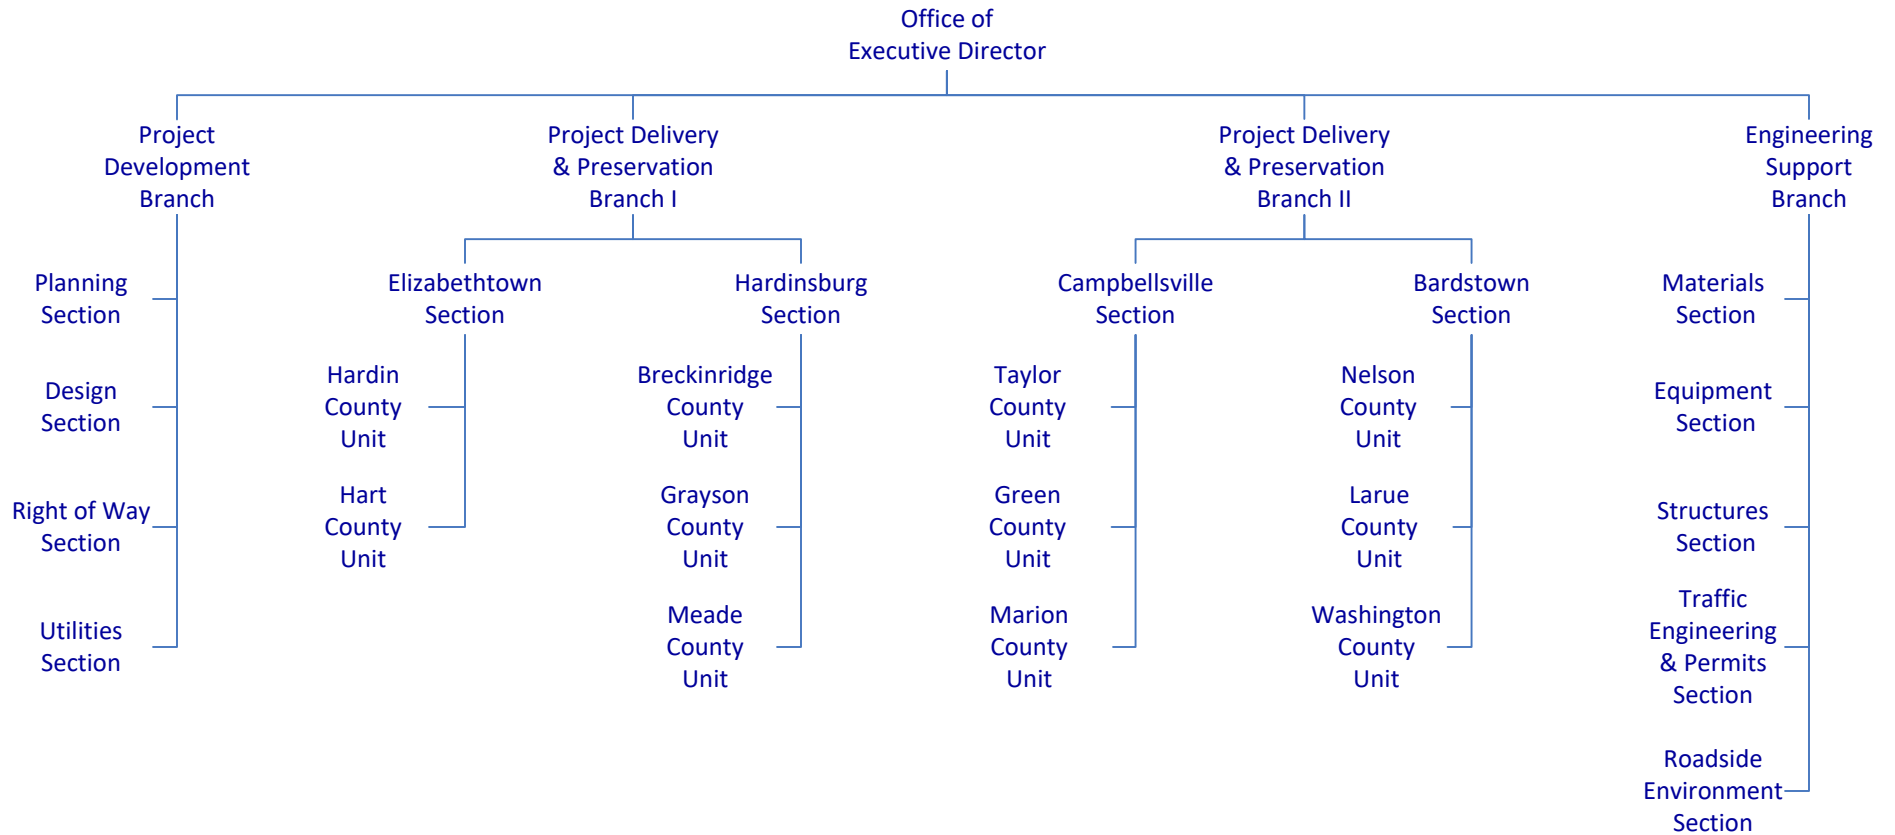 Office of
Executive Director
Project
Development
Branch
Project Delivery
& Preservation
Branch I
Project Delivery
& Preservation
Branch II
Engineering
Support
Branch
Planning
Section
Design
Section
Right of Way
Section
Utilities
Section
Elizabethtown
Section
Hardin
County
Unit
Hart
County
Unit
Hardinsburg
Section
Breckinridge
County
Unit
Grayson
County
Unit
Meade
County
Unit
Campbellsville
Section
Taylor
County
Unit
Green
County
Unit
Marion
County
Unit
Bardstown
Section
Nelson
County
Unit
Larue
County
Unit
Washington
County
Unit
Materials
Section
Equipment
Section
Structures
Section
Traffic
Engineering
& Permits
Section
Roadside
Environment
Section